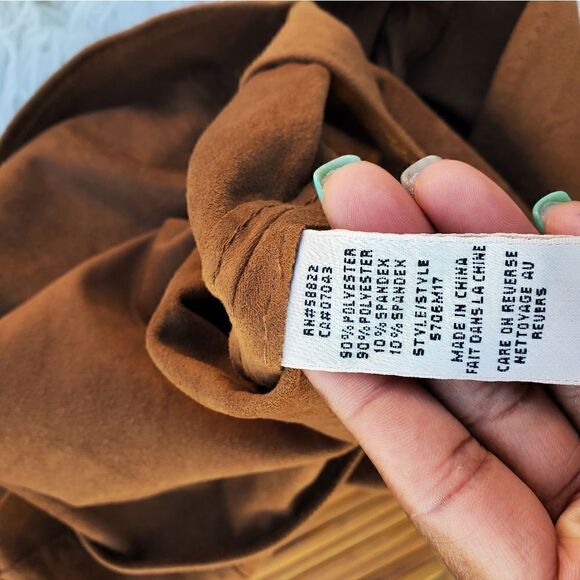 RN#58822
CA#07043
90% POLYESTER
90% POLYESTER
10% SPANDEX
10% SPANDEX
STYLE/STYLE
5706M17
MADE IN CHINA
FAIT DANS LA CHINE
CARE ON REVERSE
NETTOYAGE AU
REVERS